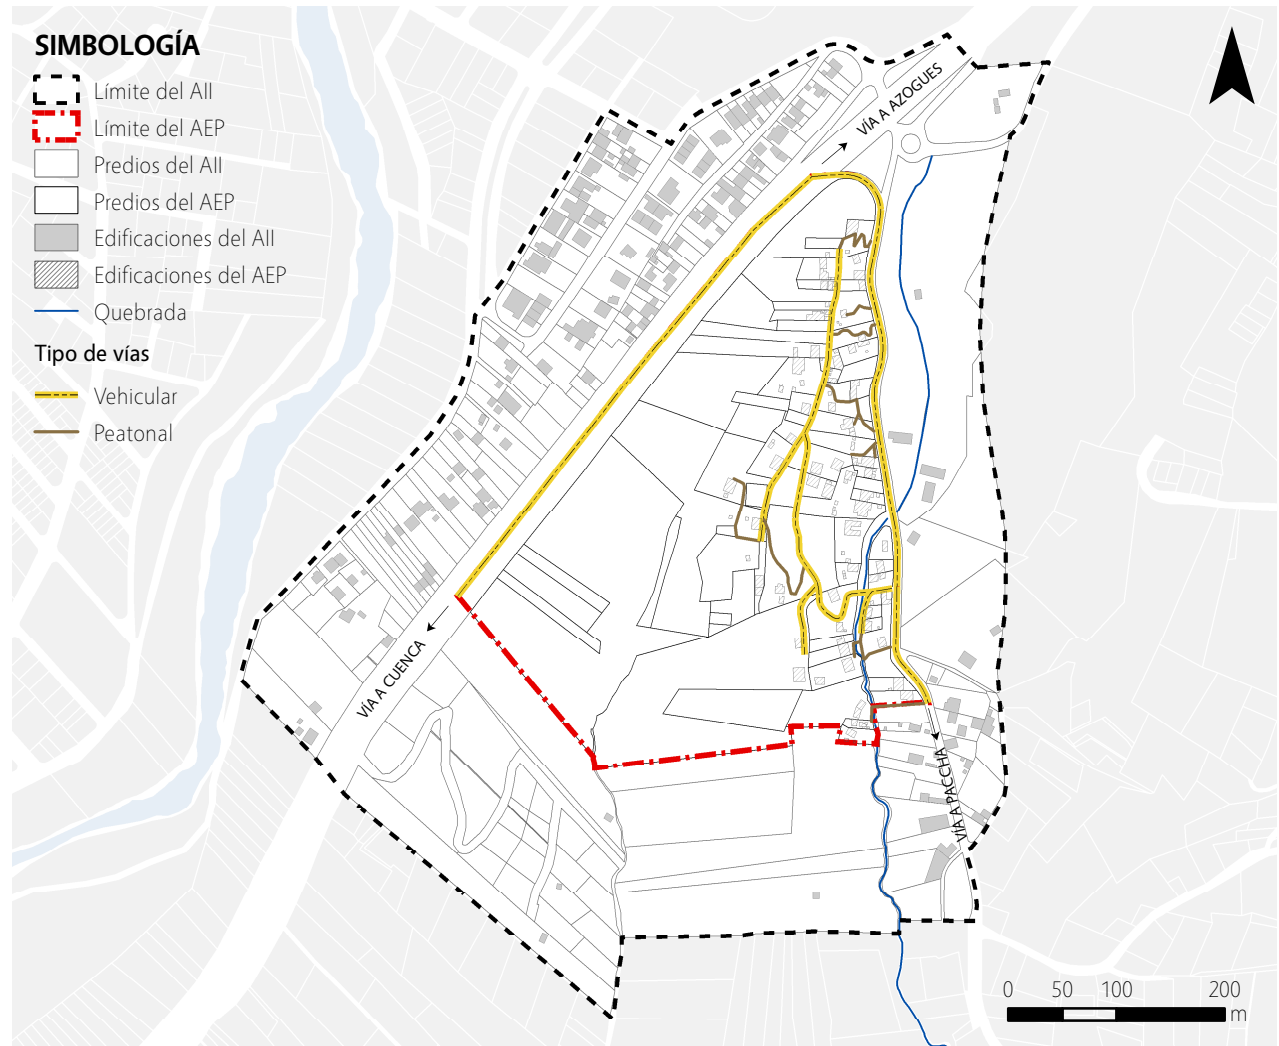 SIMBOLOGÍA
Límite del AII
Límite del AEP
Predios del AII
Predios del AEP
Edificaciones del AII
Edificaciones del AEP
Quebrada
Tipo de vías
Vehicular
Peatonal
VÍA A AZOGUES
VÍA A CUENCA
VÍA A PACCHA
0 50 100 200
m